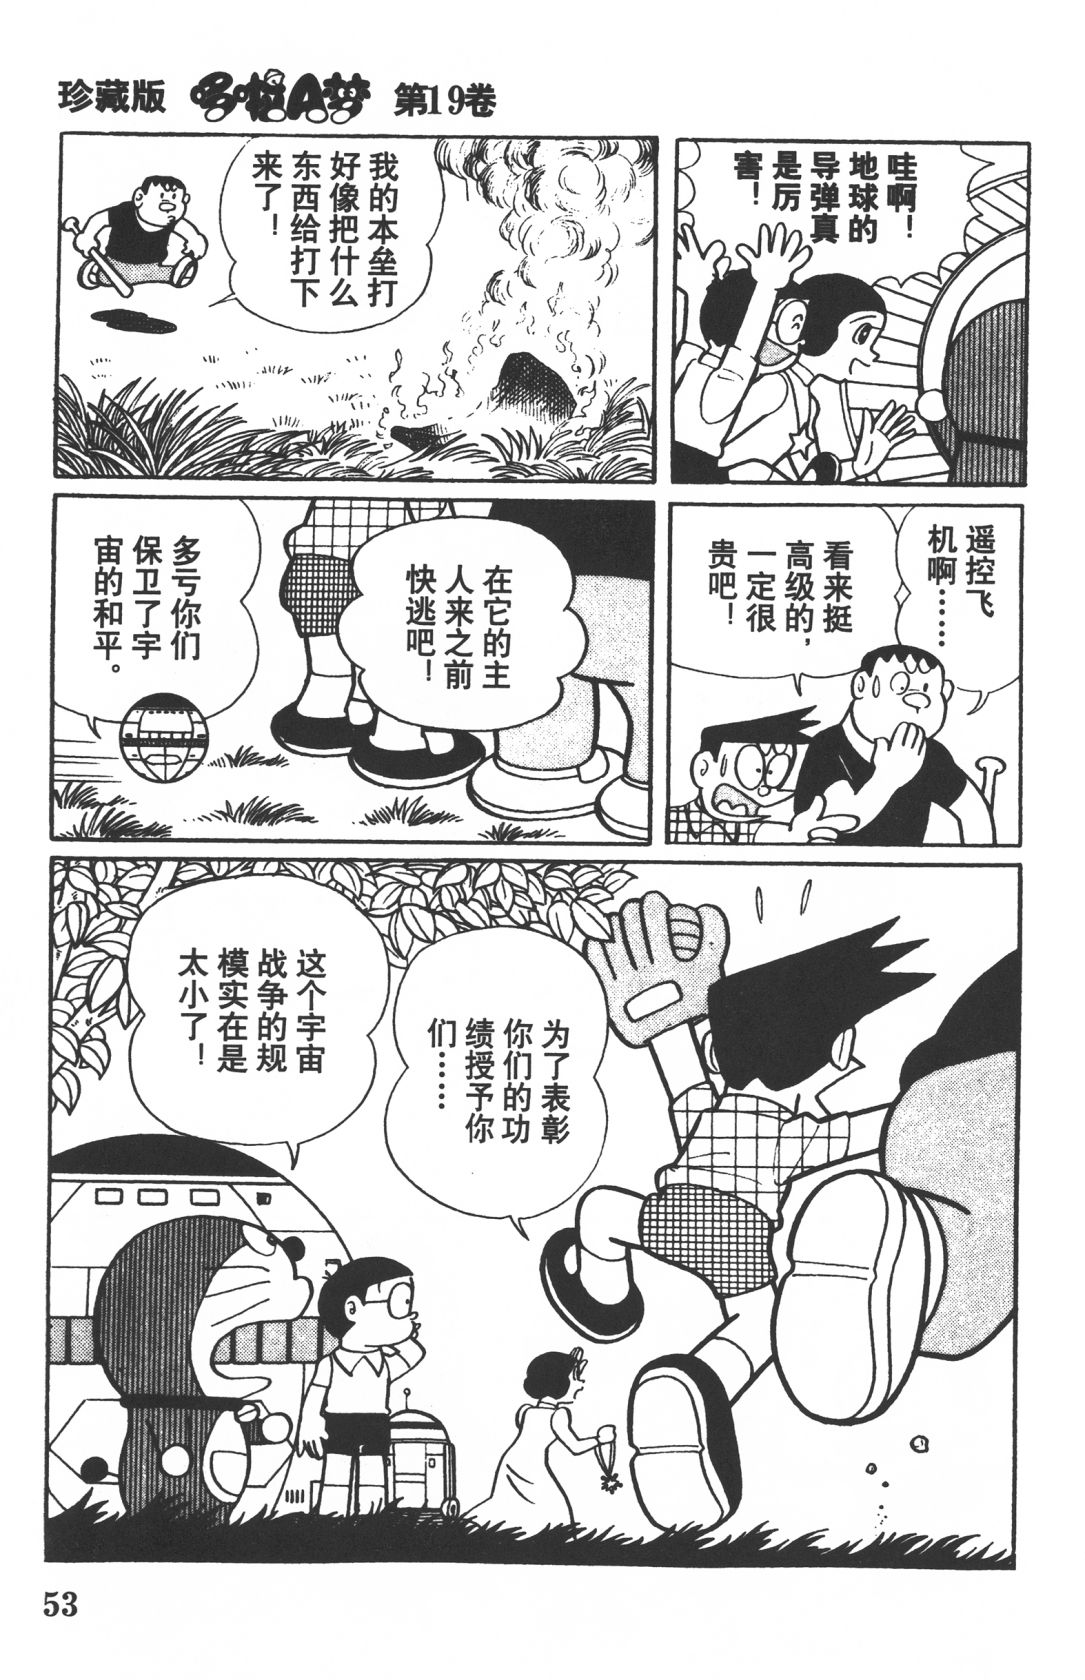 珍藏版 哆啦A梦 第19卷
哇啊！
地球的
导弹真
是厉
害！
我的本垒打
好像把什么
东西给打下
来了！
遥控飞
机啊……
看来挺
高级的，
一定很
贵吧！
在它的主
人来之前
快逃吧！
多亏你们
保卫了宇
宙的和平。
为了表彰
你们的功
绩授予你
们……
这个宇宙
战争的规
模实在是
太小了！
53